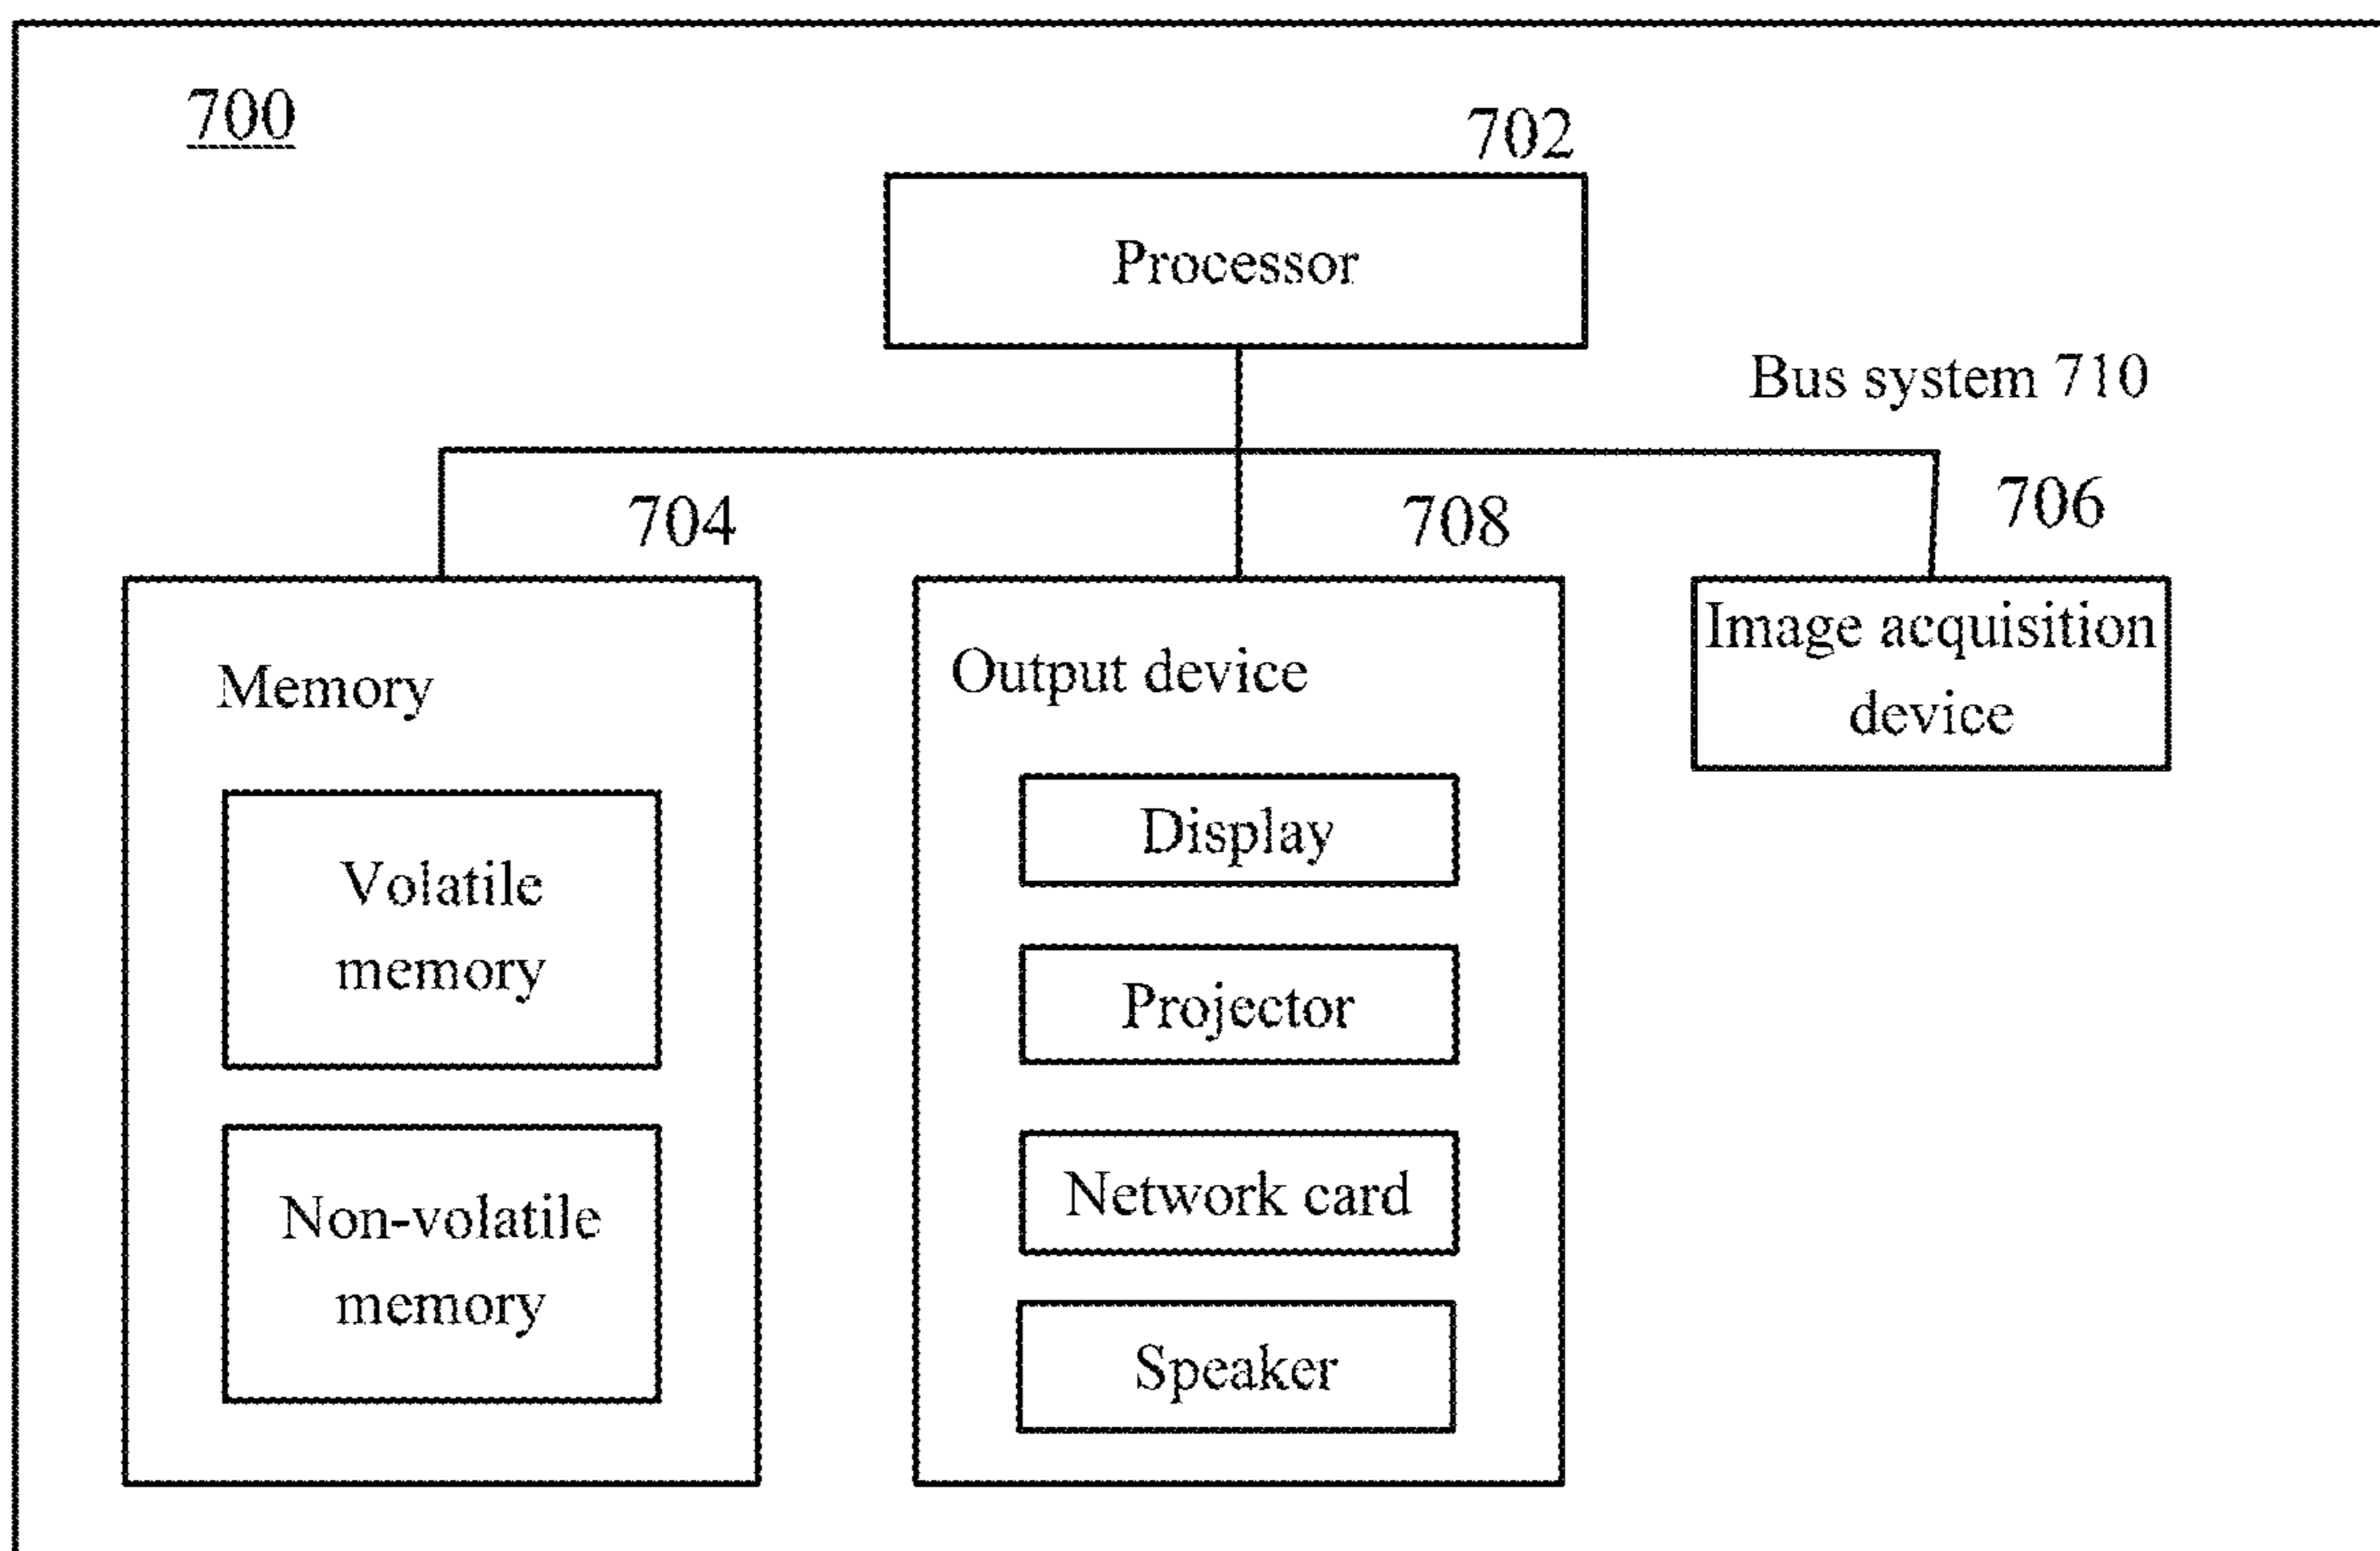 700
702
Processor
Bus system 710
704
708
706
Memory
Volatile
memory
Non-volatile
memory
Output device
Display
Projector
Network card
Speaker
Image acquisition
device